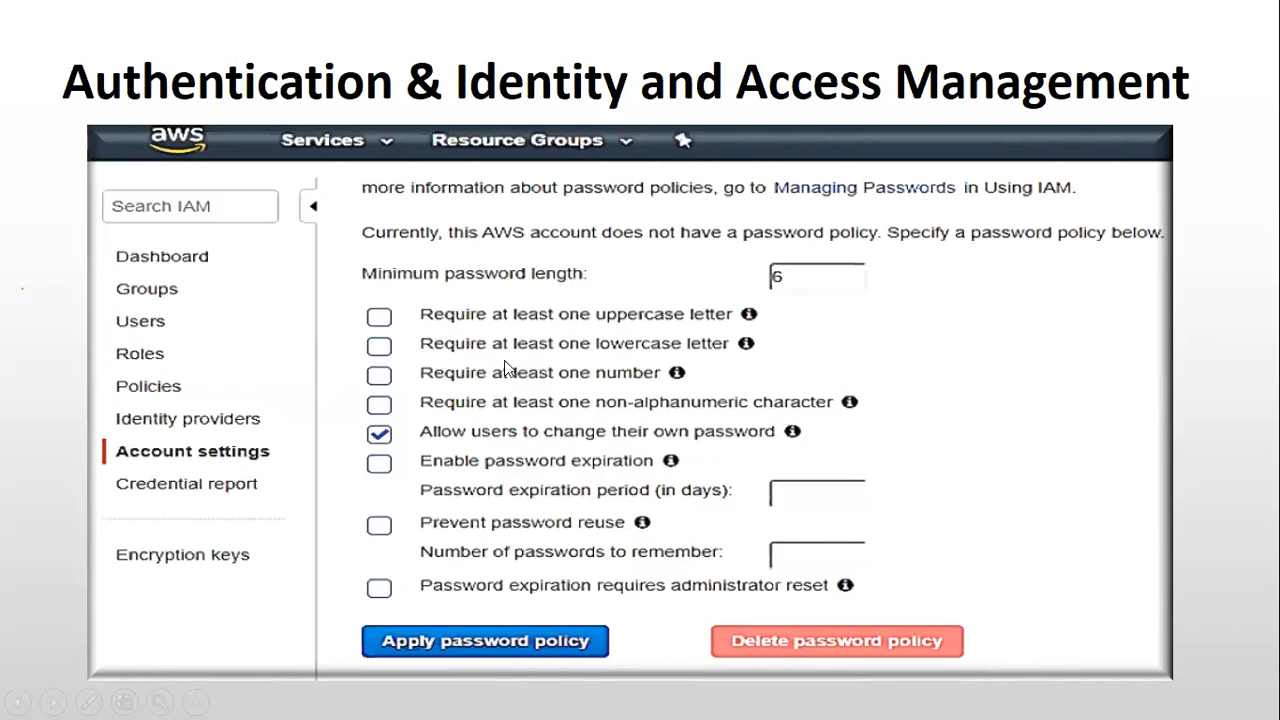 Authentication & Identity and Access Management
aws Services Resource Groups
Search IAM
Dashboard
Groups
Users
Roles
Policies
Identity providers
Account settings
Credential report
Encryption keys
more information about password policies, go to Managing Passwords in Using IAM.
Currently, this AWS account does not have a password policy. Specify a password policy below.
Minimum password length: 6
Require at least one uppercase letter
Require at least one lowercase letter
Require at least one number
Require at least one non-alphanumeric character
Allow users to change their own password
Enable password expiration
Password expiration period (in days):
Prevent password reuse
Number of passwords to remember:
Password expiration requires administrator reset
Apply password policy Delete password policy